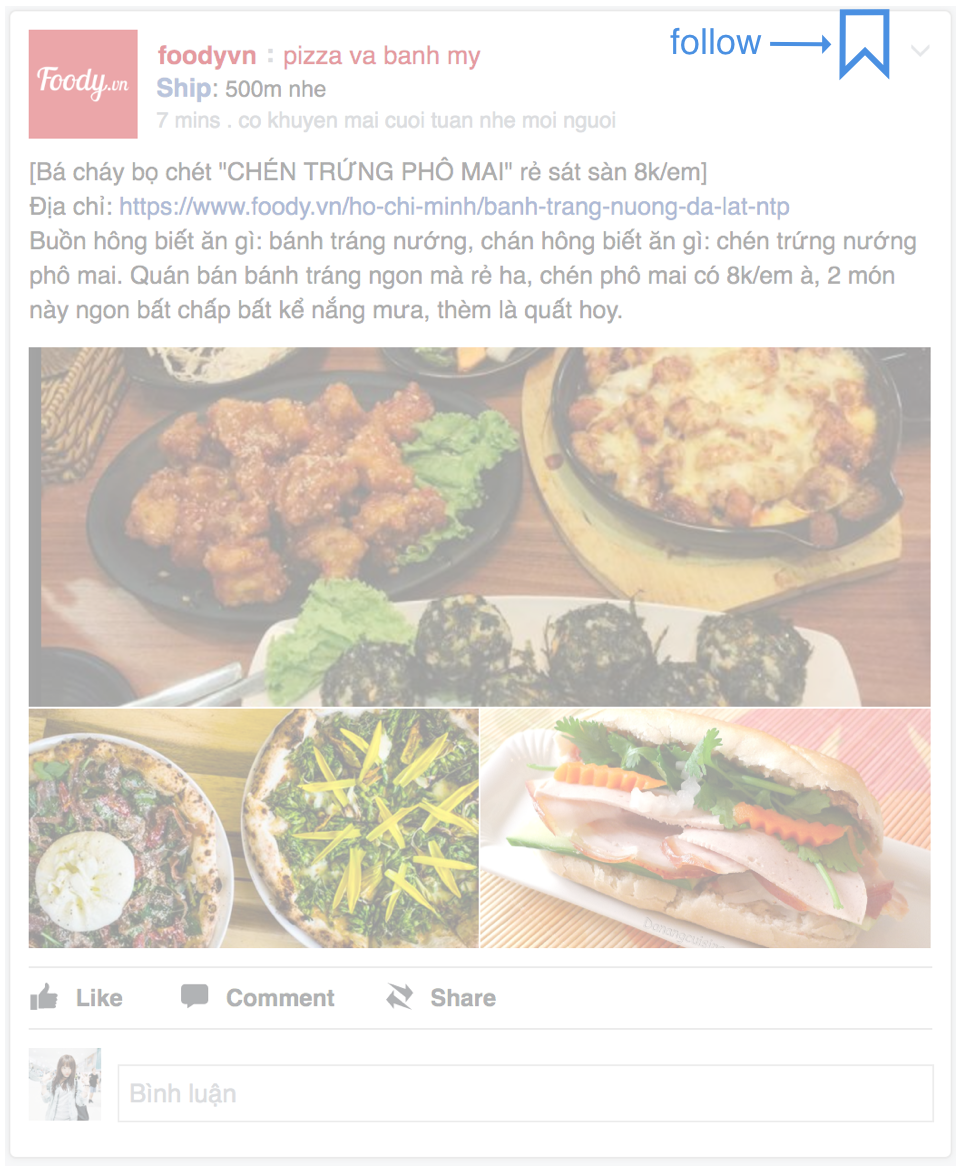 follow
Foody.vn
foodyvn : pizza va banh my
Ship: 500m nhe
7 mins . co khuyen mai cuoi tuan nhe moi nguoi
[Bá cháy bọ chét "CHÉN TRỨNG PHÔ MAI" rẻ sát sàn 8k/em]
Địa chỉ: https://www.foody.vn/ho-chi-minh/banh-trang-nuong-da-lat-ntp
Buồn hông biết ăn gì: bánh tráng nướng, chán hông biết ăn gì: chén trứng nướng
phô mai. Quán bán bánh tráng ngon mà rẻ ha, chén phô mai có 8k/em à, 2 món
này ngon bất chấp bất kể nắng mưa, thèm là quất hoy.
Like Comment Share
Bình luận